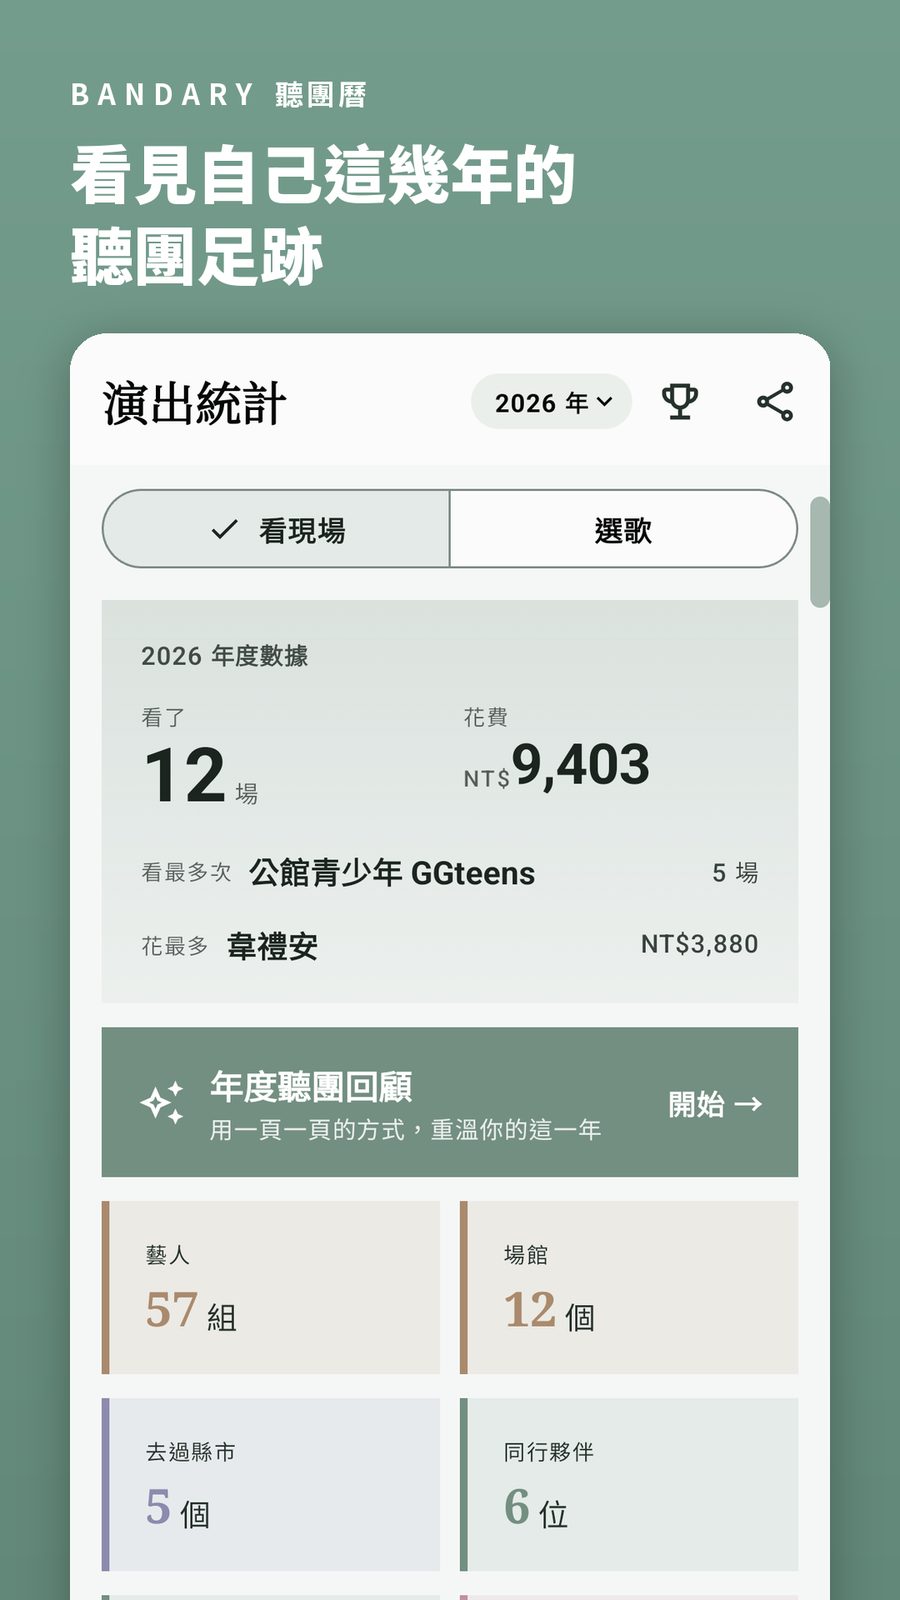 BANDARY 聽團曆
看見自己這幾年的
聽團足跡
演出統計
2026 年
看現場
選歌
2026 年度數據
看了
花費
12 場
NT$9,403
看最多次 公館青少年 GGteens 5 場
花最多 韋禮安 NT$3,880
年度聽團回顧
用一頁一頁的方式，重溫你的這一年
開始 →
藝人
場館
57 組
12 個
去過縣市
同行夥伴
5 個
6 位